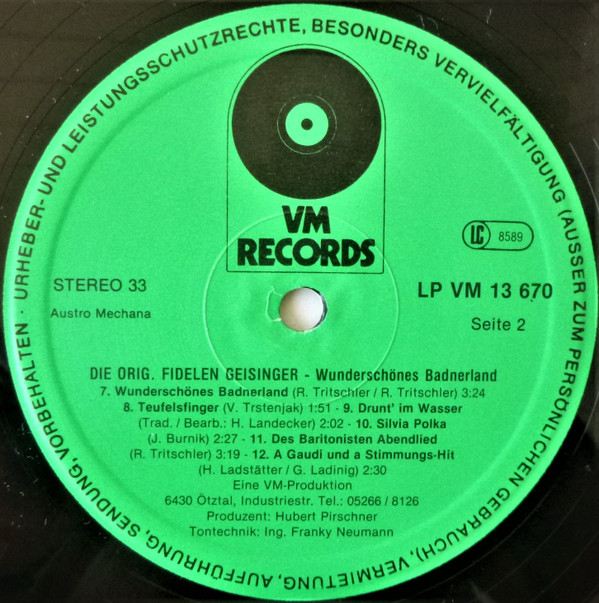 URHEBER- UND LEISTUNGSSCHUTZRECHTE, BESONDERS VERVIELFÄLTIGUNG (AUSSER ZUM PERSÖNLICHEN GEBRAUCH), VERMIETUNG, AUFFÜHRUNG, SENDUNG, VORBEHALTEN ·
VM
RECORDS
LC 8589
STEREO 33
LP VM 13 670
Austro Mechana
Seite 2
DIE ORIG. FIDELEN GEISINGER - Wunderschönes Badnerland
7. Wunderschönes Badnerland (R. Tritschler / R. Tritschler) 3:24
8. Teufelsfinger (V. Trstenjak) 1:51 - 9. Drunt' im Wasser
(Trad. / Bearb.: H. Landecker) 2:02 - 10. Silvia Polka
(J. Burnik) 2:27 - 11. Des Baritonisten Abendlied
(R. Tritschler) 3:19 - 12. A Gaudi und a Stimmungs-Hit
(H. Ladstätter / G. Ladinig) 2:30
Eine VM-Produktion
6430 Ötztal, Industriestr. Tel.: 05266 / 8126
Produzent: Hubert Pirschner
Tontechnik: Ing. Franky Neumann